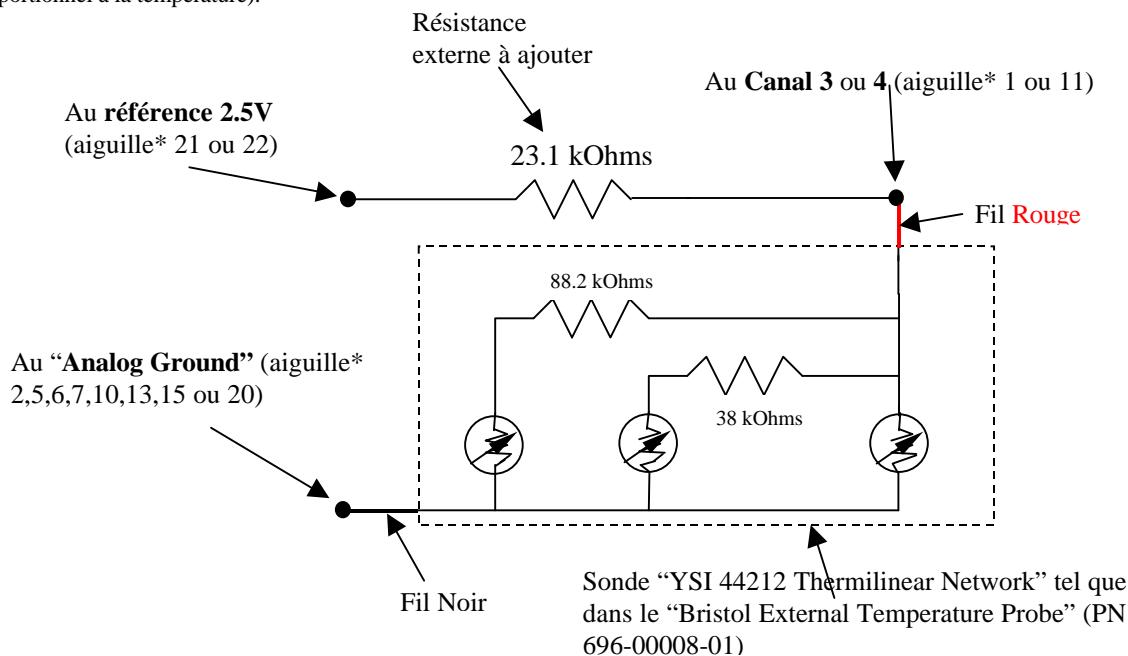 portionnel à la température).
Résistance
externe à ajouter
Au Canal 3 ou 4 (aiguille* 1 ou 11)
Au référence 2.5V
(aiguille* 21 ou 22)
23.1 kOhms
Fil Rouge
88.2 kOhms
Au “Analog Ground” (aiguille*
2,5,6,7,10,13,15 ou 20)
38 kOhms
Fil Noir
Sonde “YSI 44212 Thermilinear Network” tel que
dans le “Bristol External Temperature Probe” (PN
696-00008-01)